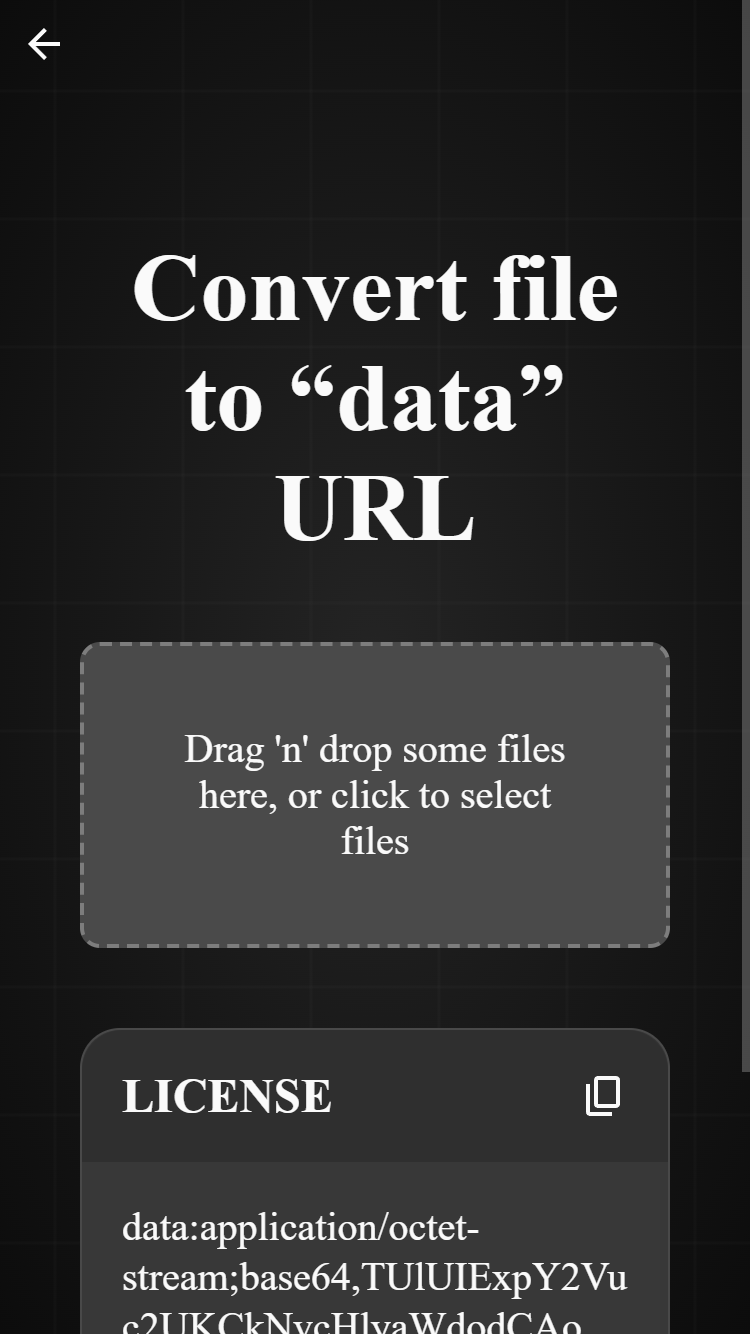 Convert file
to “data”
URL
Drag 'n' drop some files
here, or click to select
files
LICENSE
data:application/octet-
stream;base64,TUlUIExpY2Vu
c2UKCkNvcHlyaWdodCAo